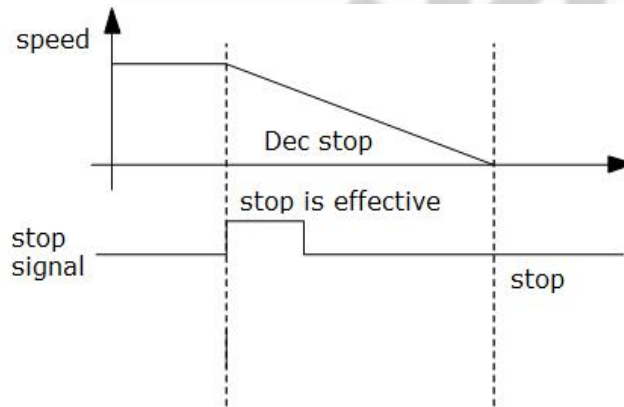 speed
Dec stop
stop is effective
stop
signal
stop